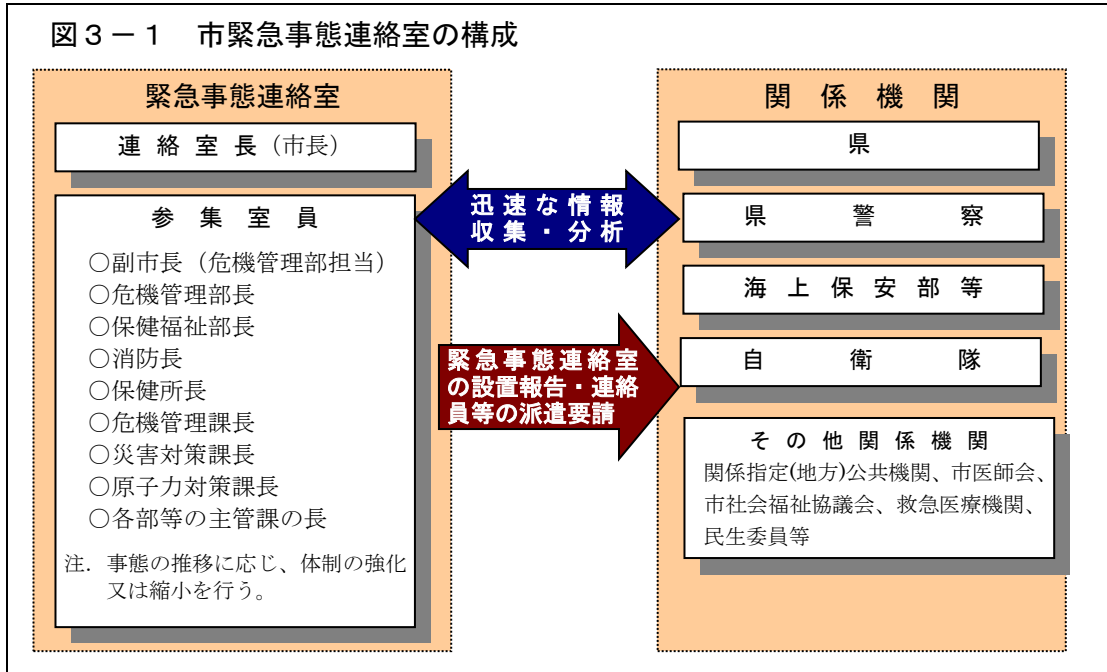 図3-1 市緊急事態連絡室の構成
緊急事態連絡室
連絡室長(市長)
参集室員
○副市長(危機管理部担当)
○危機管理部長
○保健福祉部長
○消防長
○保健所長
○危機管理課長
○災害対策課長
○原子力対策課長
○各部等の主管課の長
注. 事態の推移に応じ、体制の強化
又は縮小を行う。
迅速な情報
収集・分析
緊急事態連絡室
の設置報告・連絡
員等の派遣要請
関係機関
県
県警察
海上保安部等
自衛隊
その他関係機関
関係指定(地方)公共機関、市医師会、
市社会福祉協議会、救急医療機関、
民生委員等